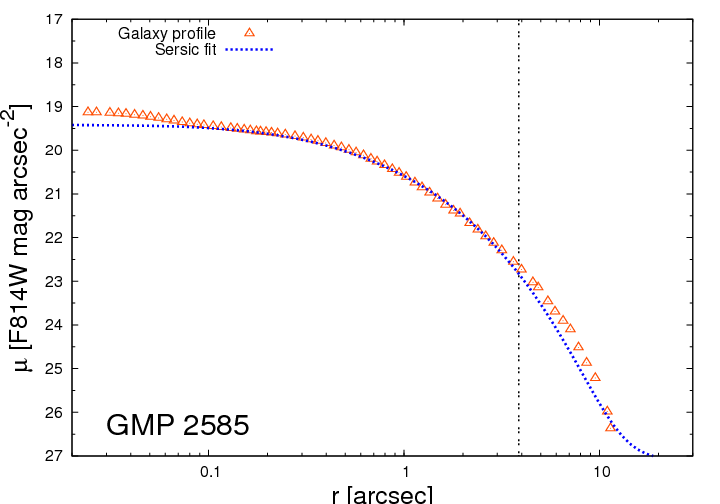 17
18
19
20
21
22
23
24
25
26
27
0.1
1
10
μ [F814W mag arcsec-2]
r [arcsec]
Galaxy profile
Sersic fit
GMP 2585